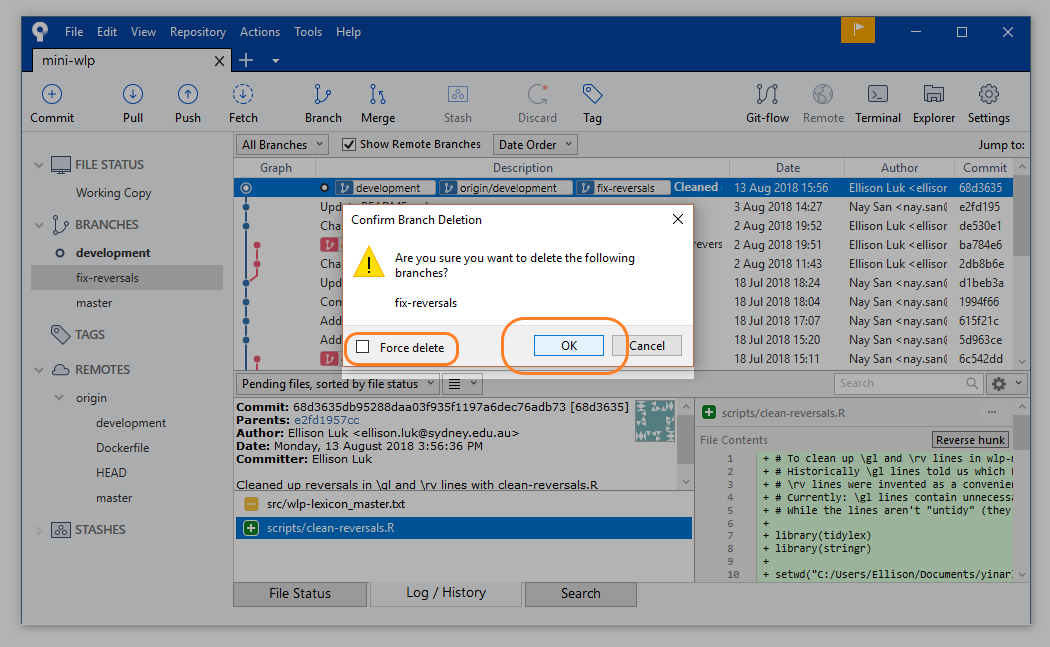 File Edit View Repository Actions Tools Help
mini-wlp
Commit Pull Push Fetch Branch Merge Stash Discard Tag Git-flow Remote Terminal Explorer Settings
All Branches Show Remote Branches Date Order Jump to:
Graph Description Date Author Commit
FILE STATUS
Working Copy
BRANCHES
development
fix-reversals
master
TAGS
REMOTES
origin
development
Dockerfile
HEAD
master
STASHES
development origin/development fix-reversals Cleaned 13 Aug 2018 15:56 Ellison Luk <ellison 68d3635
3 Aug 2018 14:27 Nay San <nay.san@ e2fd195
Cha 2 Aug 2018 19:52 Nay San <nay.san@ de530e1
revers 2 Aug 2018 19:51 Nay San <nay.san@ ba784e6
Cha 2 Aug 2018 11:43 Nay San <nay.san@ 2db8b6e
Upd 18 Jul 2018 18:24 Nay San <nay.san@ d1beb3a
Com 18 Jul 2018 18:04 Nay San <nay.san@ 1994f66
Add 18 Jul 2018 17:07 Nay San <nay.san@ 615f21c
Add 18 Jul 2018 15:20 Nay San <nay.san@ 5d963ce
18 Jul 2018 15:11 Nay San <nay.san@ 6c542dd
Confirm Branch Deletion
Are you sure you want to delete the following
branches?
fix-reversals
Force delete OK Cancel
Pending files, sorted by file status Search
Commit: 68d3635db95288daa03f935f1197a6dec76adb73 [68d3635]
Parents: e2fd1957cc
Author: Ellison Luk <ellison.luk@sydney.edu.au>
Date: Monday, 13 August 2018 3:56:36 PM
Committer: Ellison Luk
Cleaned up reversals in \gl and \rv lines with clean-reversals.R
src/wlp-lexicon_master.txt
scripts/clean-reversals.R
scripts/clean-reversals.R ...
File Contents Reverse hunk
1 + # To clean up \gl and \rv lines in wlp-
2 + # Historically \gl lines told us which
3 + # \rv lines were invented as a convenien
4 + # Currently: \gl lines contain unnecessa
5 + # While the lines aren't "untidy" (they
6 +
7 + library(tidylex)
8 + library(stringr)
9 +
10 + setwd("C:/Users/Ellison/Documents/yinar
File Status Log / History Search